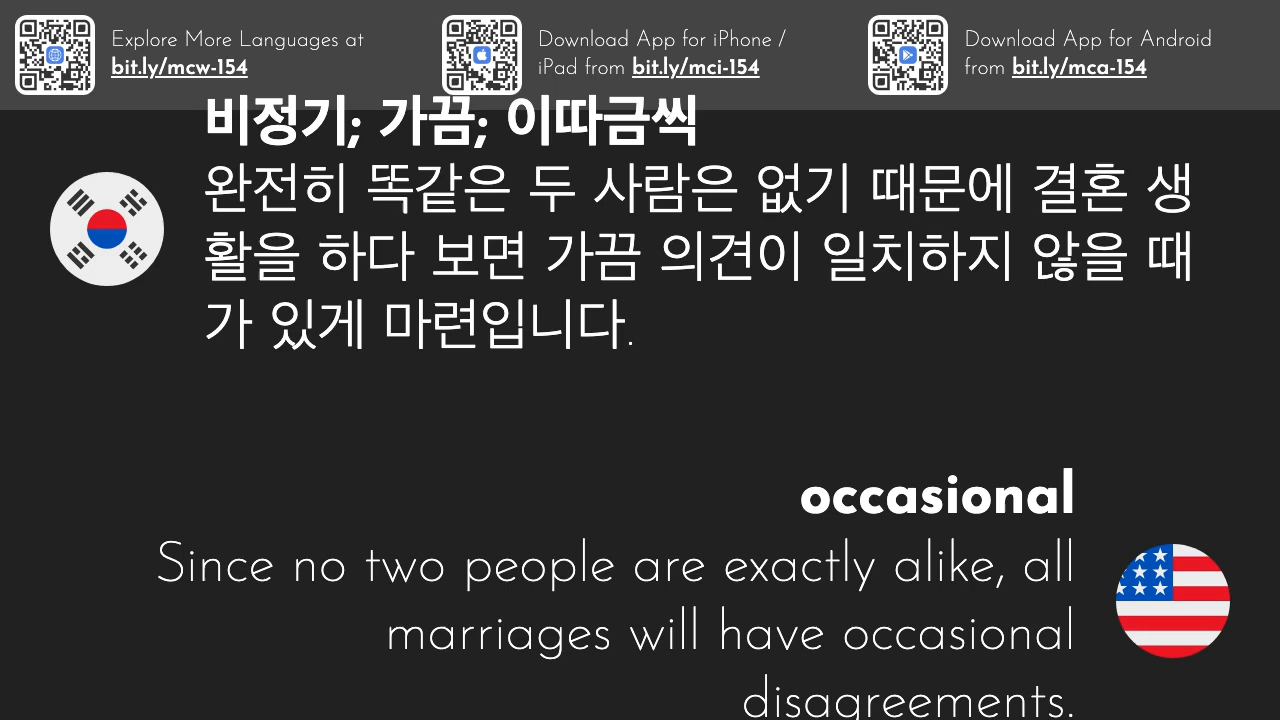 Explore More Languages at
bit.ly/mcw-154
Download App for iPhone /
iPad from bit.ly/mci-154
Download App for Android
from bit.ly/mca-154
비정기; 가끔; 이따금씩
완전히 똑같은 두 사람은 없기 때문에 결혼 생
활을 하다 보면 가끔 의견이 일치하지 않을 때
가 있게 마련입니다.
occasional
Since no two people are exactly alike, all
marriages will have occasional
disagreements.